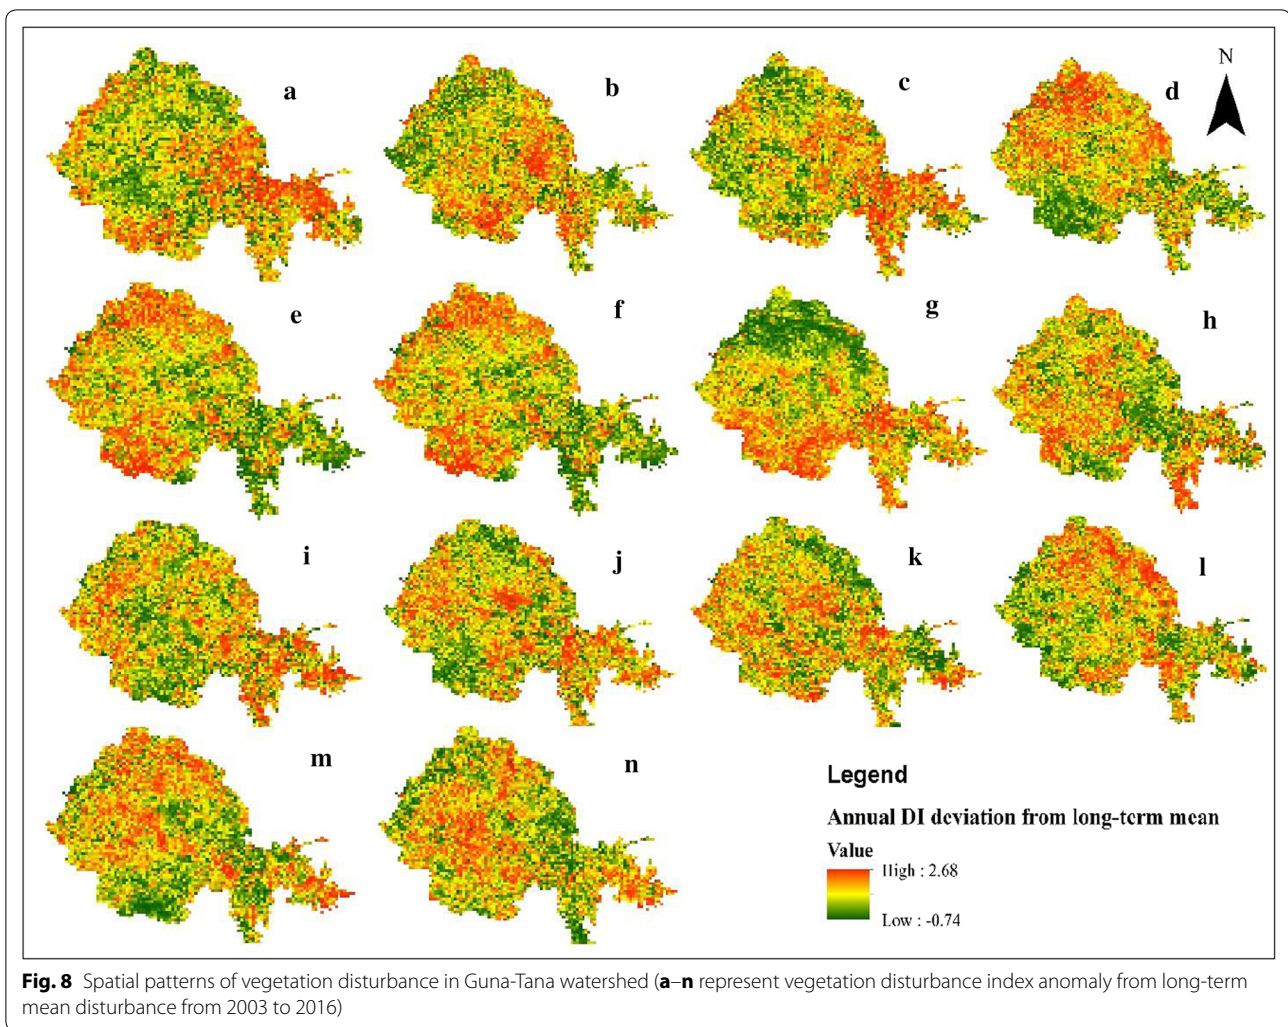 a
b
c
d
N
e
f
g
h
i
j
k
l
m
n
Legend
Annual DI deviation from long-term mean
Value
High : 2.68
Low : -0.74
Fig. 8 Spatial patterns of vegetation disturbance in Guna-Tana watershed (a–n represent vegetation disturbance index anomaly from long-term
mean disturbance from 2003 to 2016)